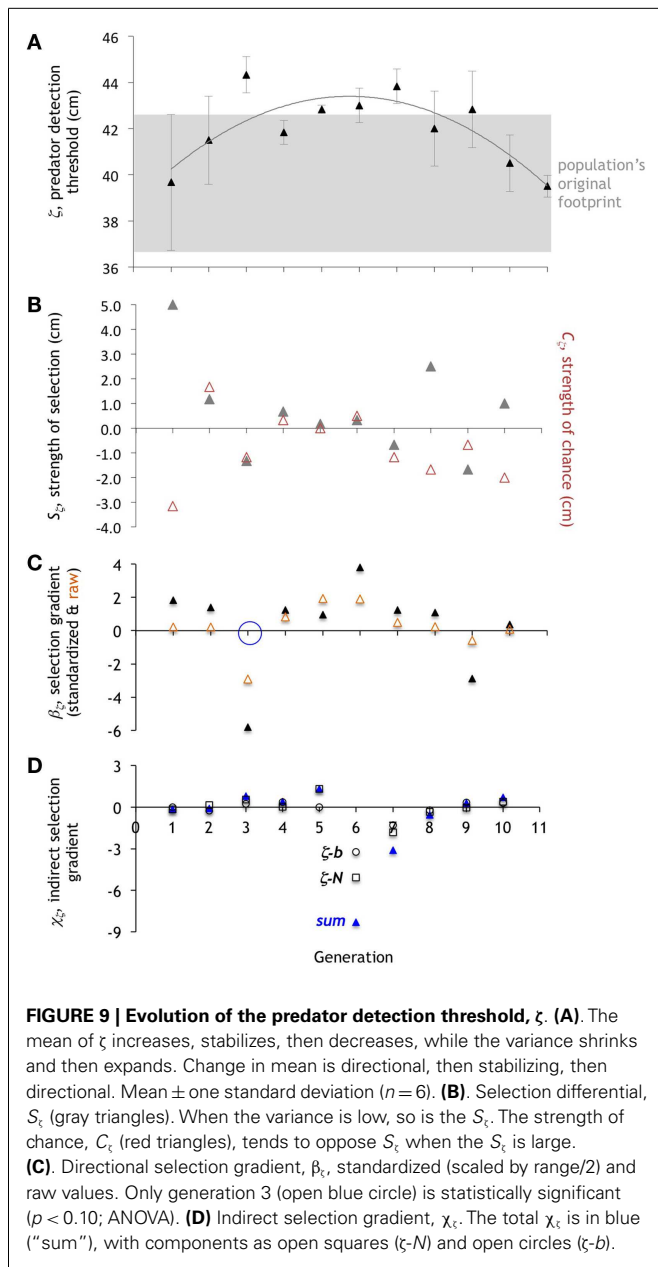 A
ζ, predator detection
threshold (cm)
46
44
42
40
38
36
population's
original
footprint
B
Sζ, strength of selection (cm)
5.0
4.0
3.0
2.0
1.0
0.0
-1.0
-2.0
-3.0
-4.0
Cζ, strength of chance (cm)
C
βζ, selection gradient
(standardized & raw)
4
2
0
-2
-4
-6
D
χζ, indirect selection
gradient
3
0
-3
-6
-9
0 1 2 3 4 5 6 7 8 9 10 11
ζ-b
ζ-N
sum
Generation
FIGURE 9 | Evolution of the predator detection threshold, ζ. (A). The
mean of ζ increases, stabilizes, then decreases, while the variance shrinks
and then expands. Change in mean is directional, then stabilizing, then
directional. Mean ± one standard deviation (n = 6). (B). Selection differential,
Sζ (gray triangles). When the variance is low, so is the Sζ. The strength of
chance, Cζ (red triangles), tends to oppose Sζ when the Sζ is large.
(C). Directional selection gradient, βζ, standardized (scaled by range/2) and
raw values. Only generation 3 (open blue circle) is statistically significant
(p < 0.10; ANOVA). (D) Indirect selection gradient, χζ. The total χζ is in blue
("sum"), with components as open squares (ζ-N) and open circles (ζ-b).